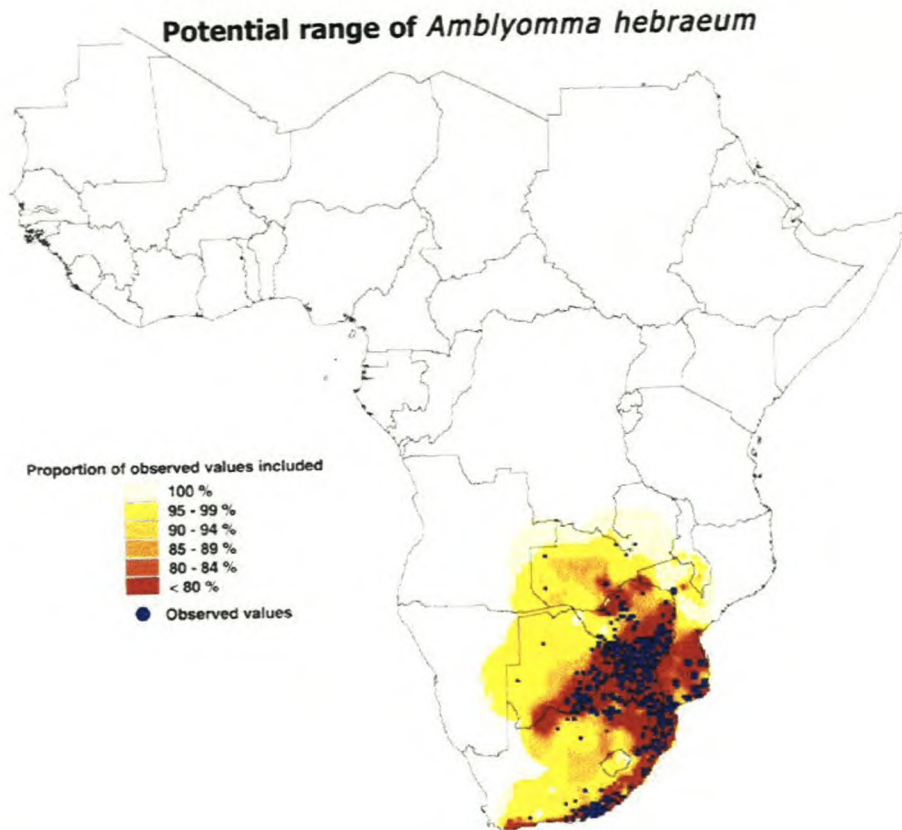 Potential range of Amblyomma hebraeum
Proportion of observed values included
100 %
95 - 99 %
90 - 94 %
85 - 89 %
80 - 84 %
< 80 %
Observed values